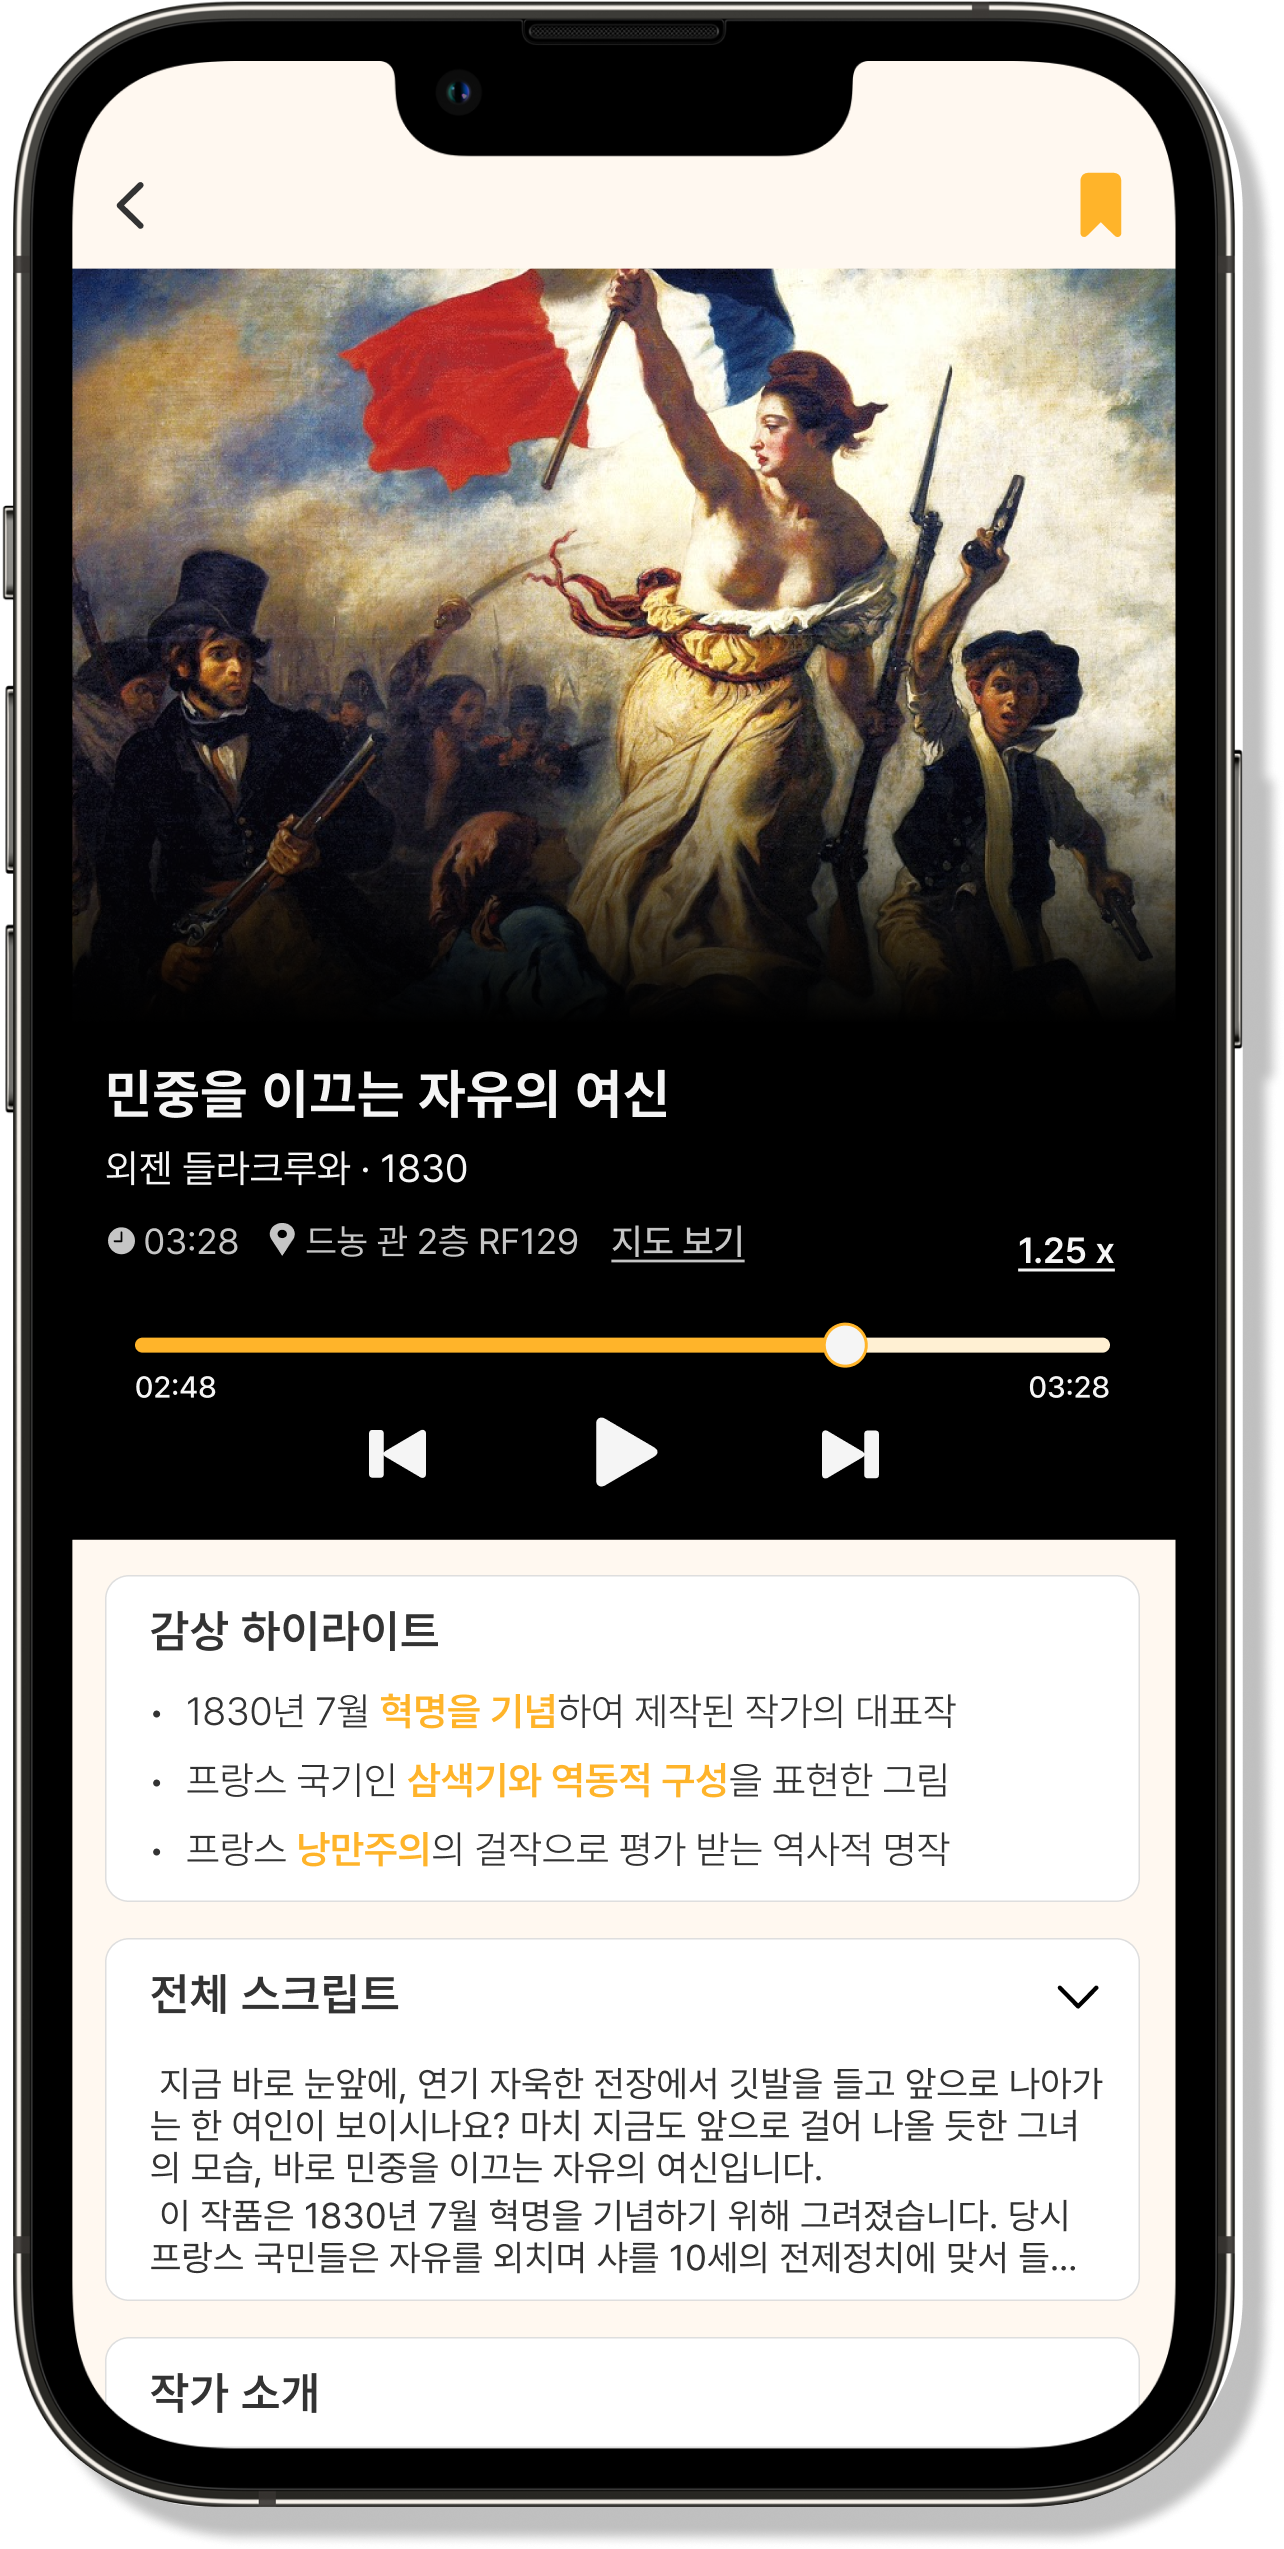 민중을 이끄는 자유의 여신
외젠 들라크루와 · 1830
03:28 드농 관 2층 RF129 지도 보기
1.25 x
02:48 03:28
감상 하이라이트
• 1830년 7월 혁명을 기념하여 제작된 작가의 대표작
• 프랑스 국기인 삼색기와 역동적 구성을 표현한 그림
• 프랑스 낭만주의의 걸작으로 평가 받는 역사적 명작
전체 스크립트
지금 바로 눈앞에, 연기 자욱한 전장에서 깃발을 들고 앞으로 나아가
는 한 여인이 보이시나요? 마치 지금도 앞으로 걸어 나올 듯한 그녀
의 모습, 바로 민중을 이끄는 자유의 여신입니다.
이 작품은 1830년 7월 혁명을 기념하기 위해 그려졌습니다. 당시
프랑스 국민들은 자유를 외치며 샤를 10세의 전제정치에 맞서 들...
작가 소개